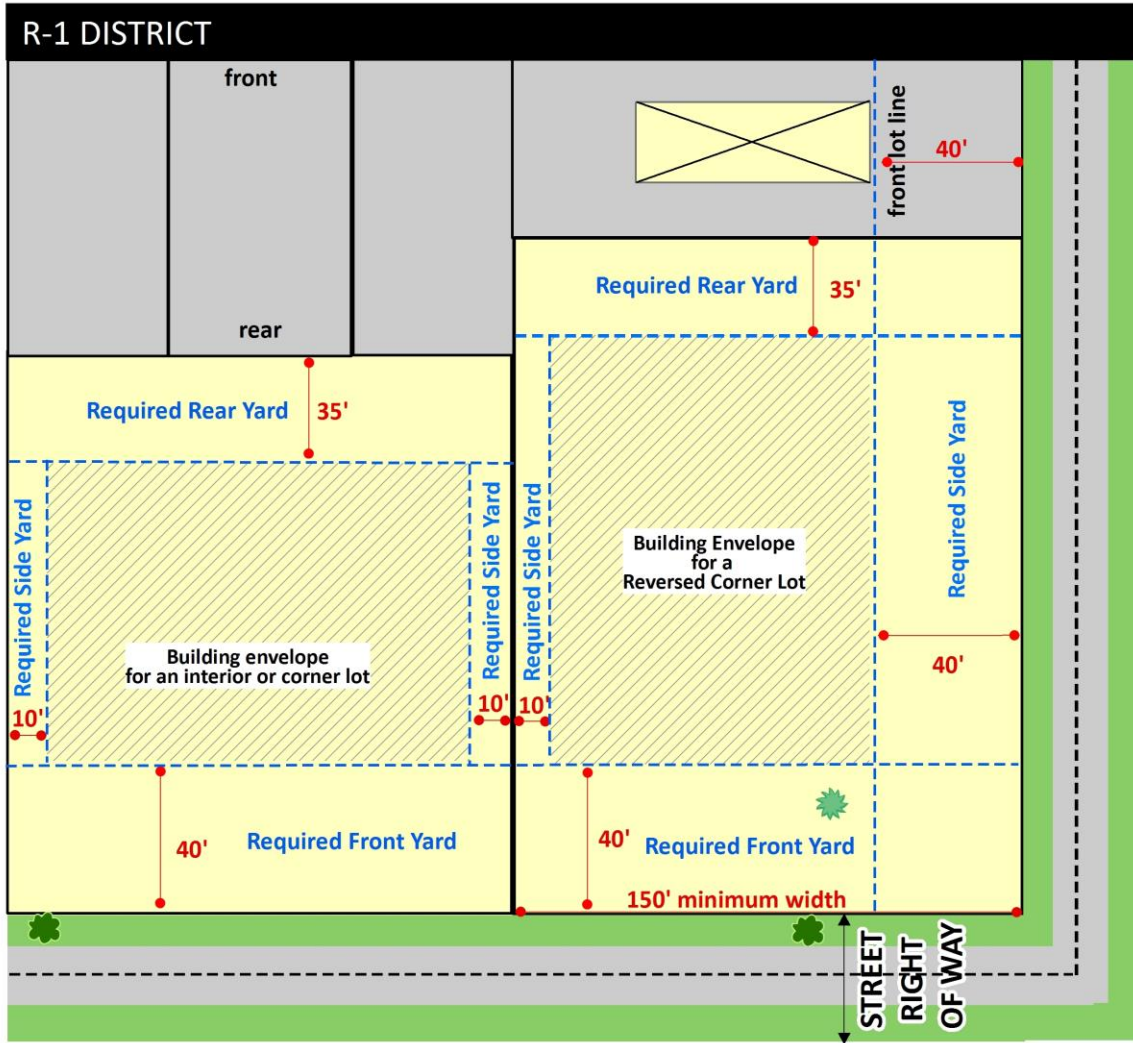 R-1 DISTRICT
front
rear
front lot line
40'
Required Rear Yard
35'
Required Rear Yard
35'
Required Side Yard
10'
Building envelope
for an interior or corner lot
Required Side Yard
10'
Required Side Yard
10'
Building Envelope
for a
Reversed Corner Lot
Required Side Yard
40'
40'
Required Front Yard
40'
Required Front Yard
150' minimum width
STREET
RIGHT
OF WAY